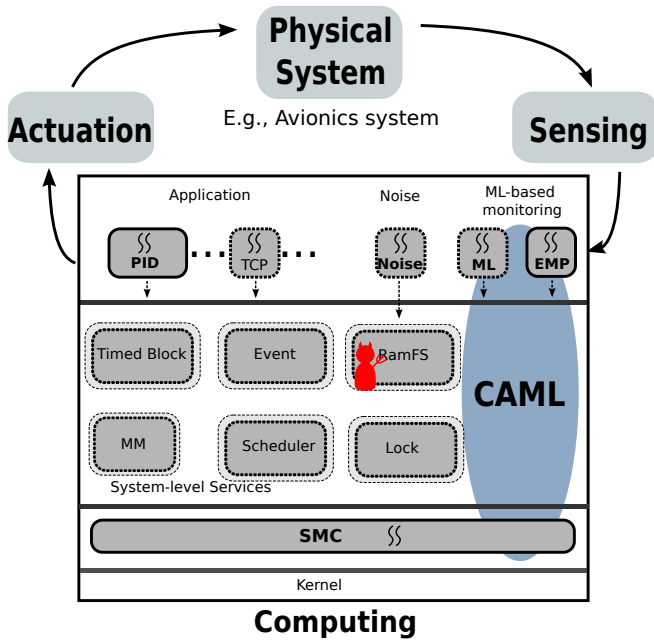 Physical
System
E.g., Avionics system
Actuation
Sensing
Application
Noise
ML-based
monitoring
PID
TCP
Noise
ML
EMP
Timed Block
Event
RamFS
CAML
MM
Scheduler
Lock
System-level Services
SMC
Kernel
Computing